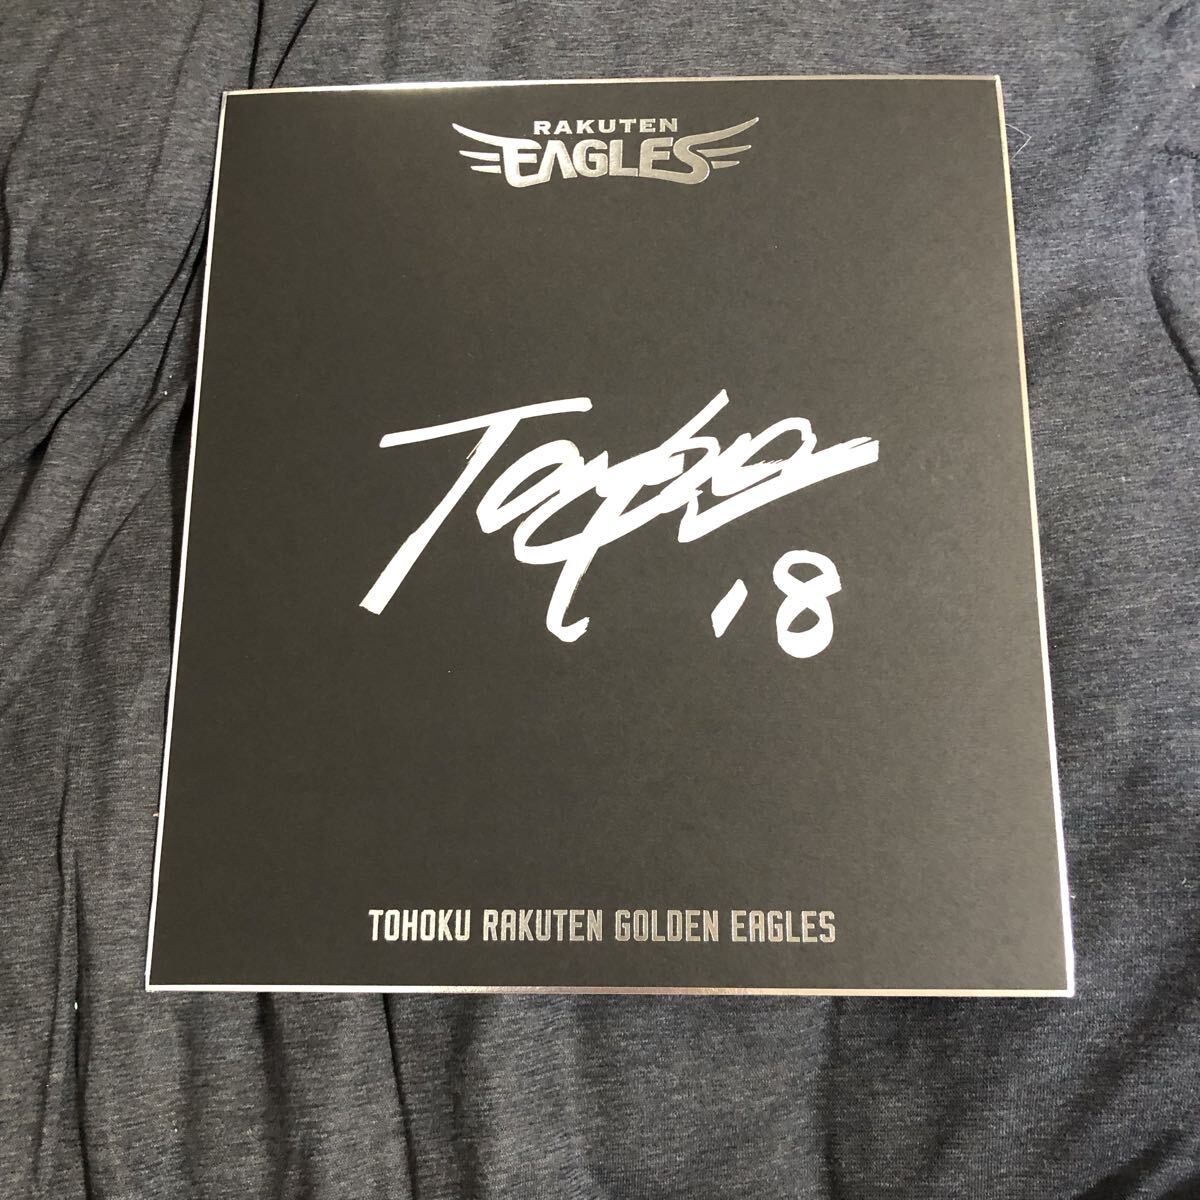 RAKUTEN
EAGLES
18
TOHOKU RAKUTEN GOLDEN EAGLES